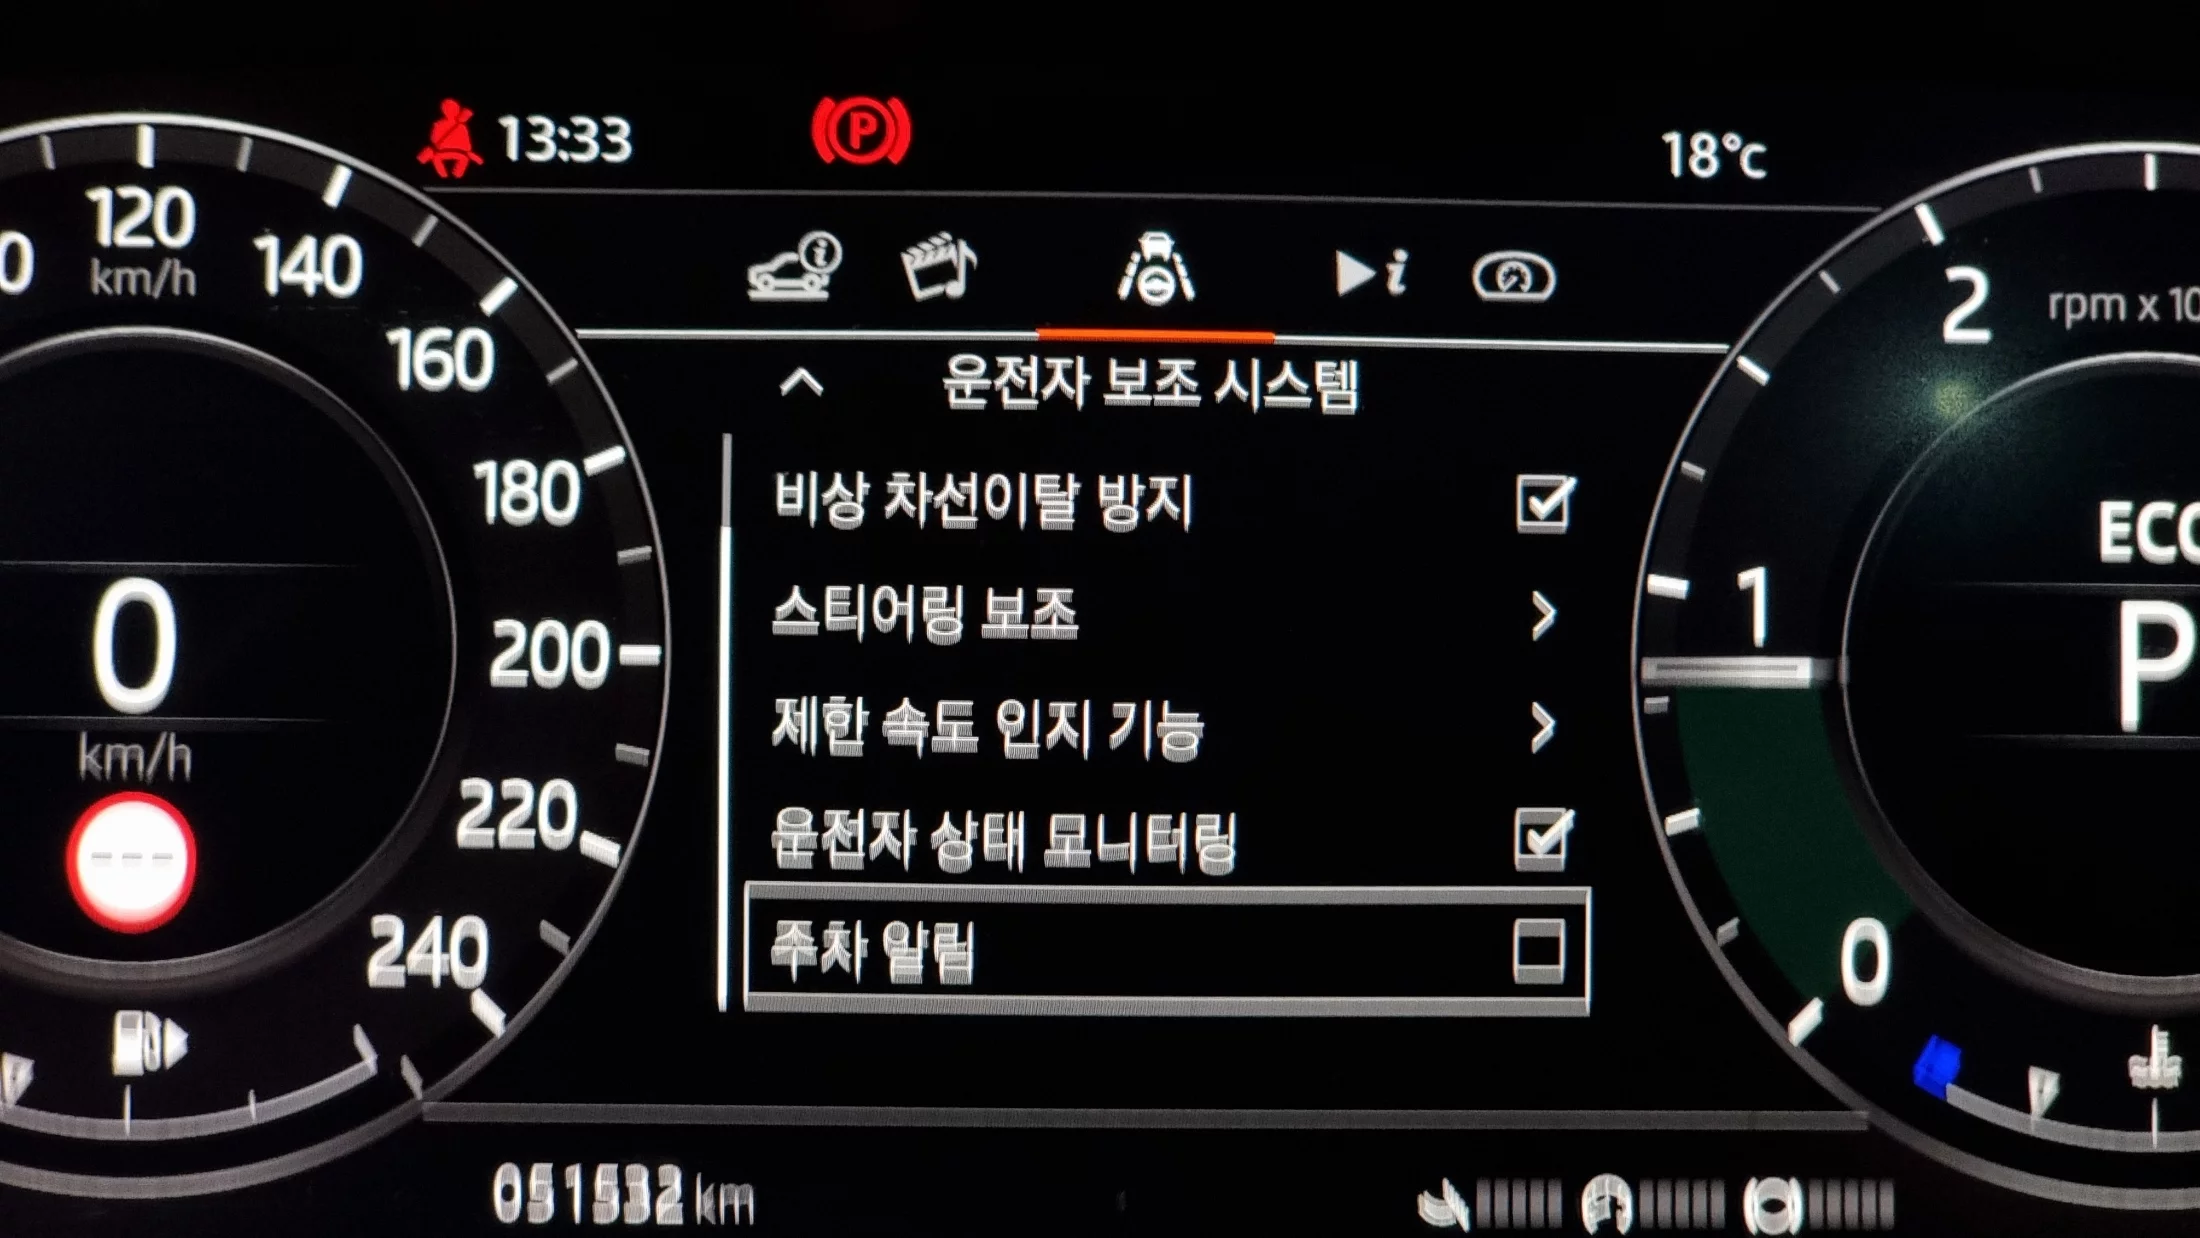 13:33
18°C
120
km/h
140
160
180
200
220
240
0
km/h
운전자 보조 시스템
비상 차선이탈 방지
스티어링 보조
제한 속도 인지 기능
운전자 상태 모니터링
주차 알림
2
1
0
rpm x 10
ECO
P
051532 km